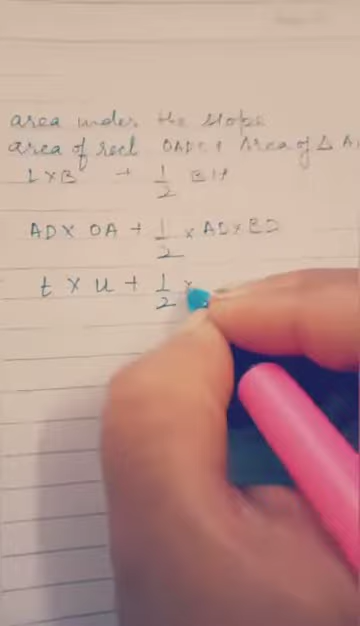 area under the slope
area of rect OADC + Area of Δ A
L×B + 1/2 BH
AD × OA + 1/2 × AD × BD
t × u + 1/2 ×